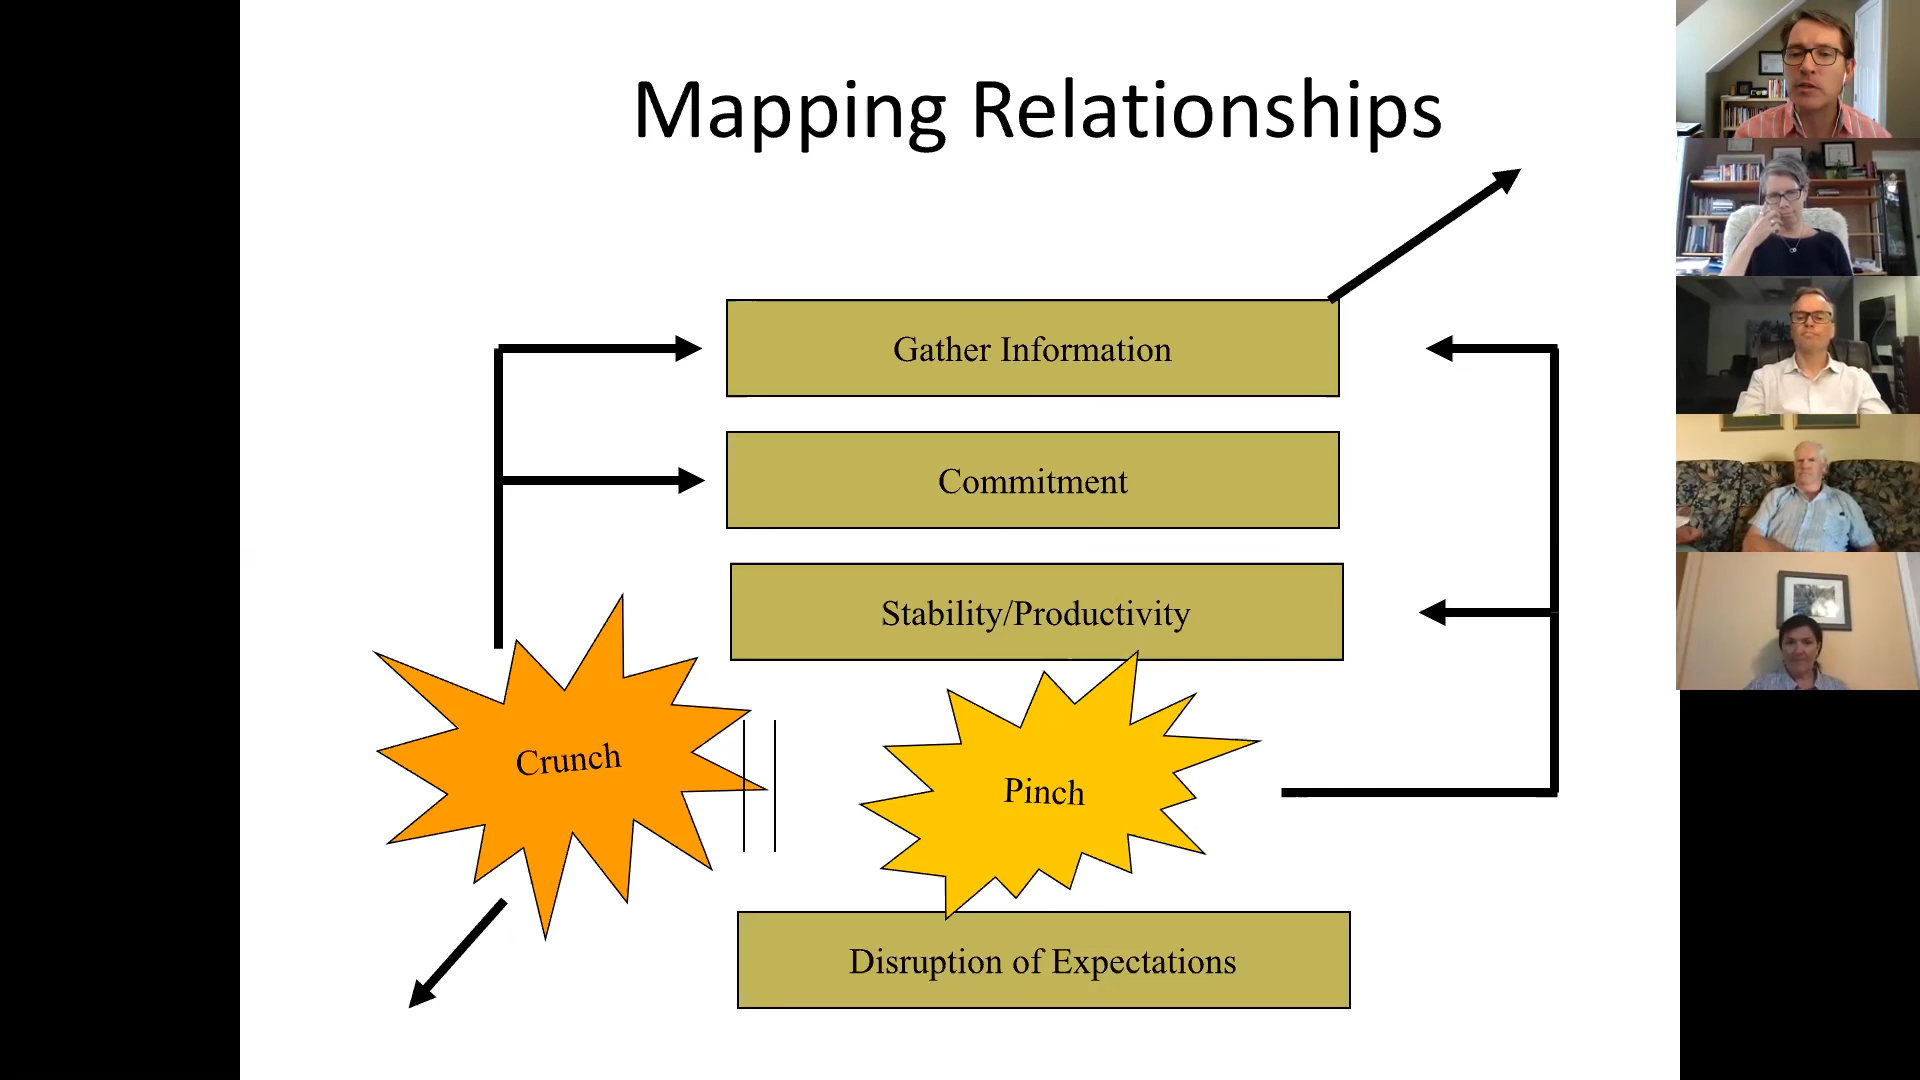 Mapping Relationships
Gather Information
Commitment
Stability/Productivity
Crunch
Pinch
Disruption of Expectations